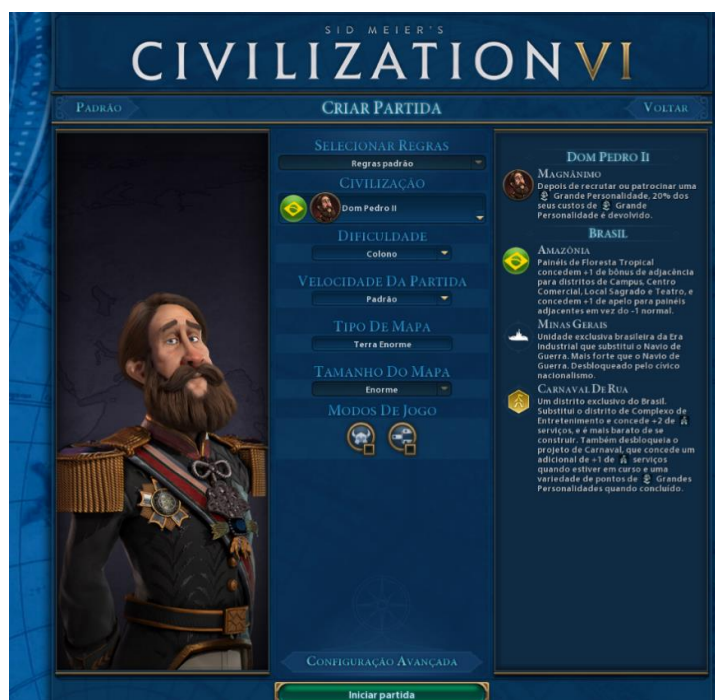 SID MEIER'S
CIVILIZATION VI
PADRÃO
CRIAR PARTIDA
VOLTAR
SELECIONAR REGRAS
Regras padrão
CIVILIZAÇÃO
Dom Pedro II
DIFICULDADE
Colono
VELOCIDADE DA PARTIDA
Padrão
TIPO DE MAPA
Terra Enorme
TAMANHO DO MAPA
Enorme
MODOS DE JOGO
CONFIGURAÇÃO AVANÇADA
Iniciar partida
DOM PEDRO II
MAGNÂNIMO
Depois de recrutar ou patrocinar uma
Grande Personalidade, 20% dos
seus custos de Grande
Personalidade é devolvido.
BRASIL
AMAZÔNIA
Painéis de Floresta Tropical
concedem +1 de bônus de adjacência
para distritos de Campus, Centro
Comercial, Local Sagrado e Teatro, e
concedem +1 de apelo para painéis
adjacentes em vez do -1 normal.
MINAS GERAIS
Unidade exclusiva brasileira da Era
Industrial que substitui o Navio de
Guerra. Mais forte que o Navio de
Guerra. Desbloqueado pelo cívico
nacionalismo.
CARNAVAL DE RUA
Um distrito exclusivo do Brasil.
Substitui o distrito de Complexo de
Entretenimento e concede +2 de
serviços, e é mais barato de se
construir. Também desbloqueia o
projeto de Carnaval, que concede um
adicional de +1 de serviços
quando estiver em curso e uma
variedade de pontos de Grandes
Personalidades quando concluído.